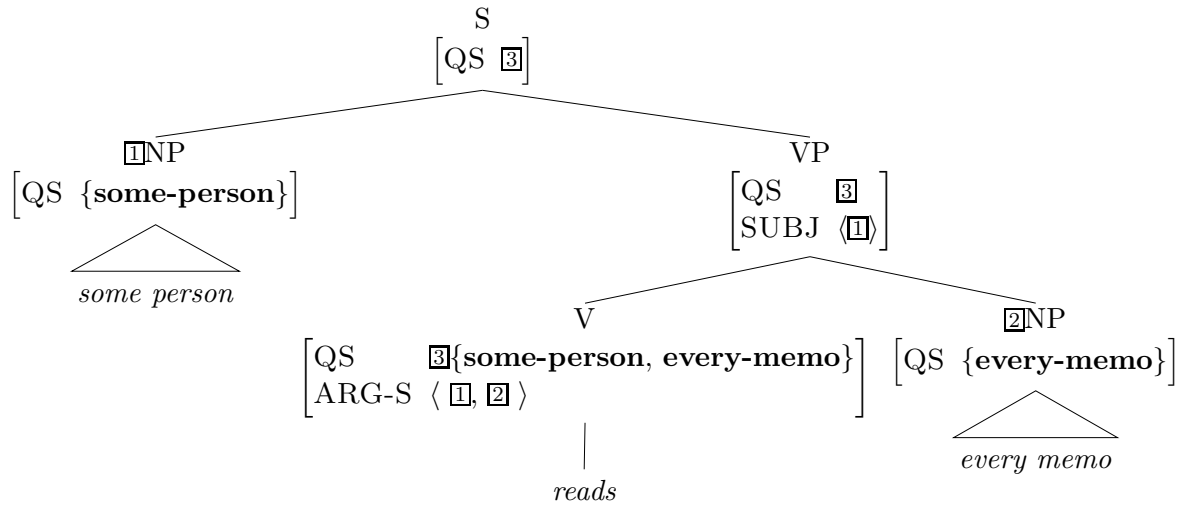 S
[QS 3]
1NP
VP
[QS {some-person}]
[QS 3
SUBJ ⟨1⟩]
some person
V
2NP
[QS 3{some-person, every-memo}
ARG-S ⟨ 1, 2 ⟩]
[QS {every-memo}]
every memo
reads